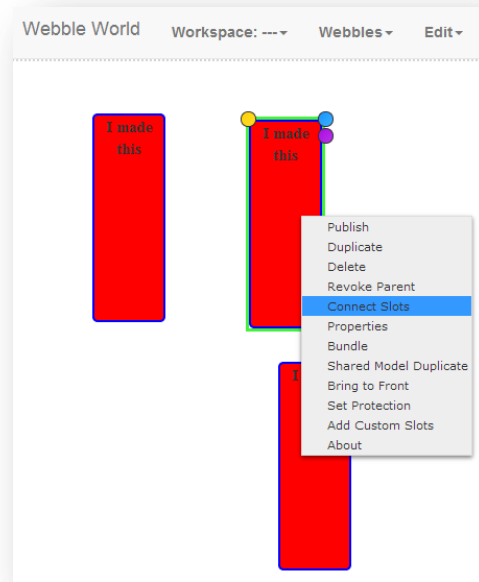 Webble World
Workspace: ---
Webbles
Edit
I made
this
I made
this
I
Publish
Duplicate
Delete
Revoke Parent
Connect Slots
Properties
Bundle
Shared Model Duplicate
Bring to Front
Set Protection
Add Custom Slots
About